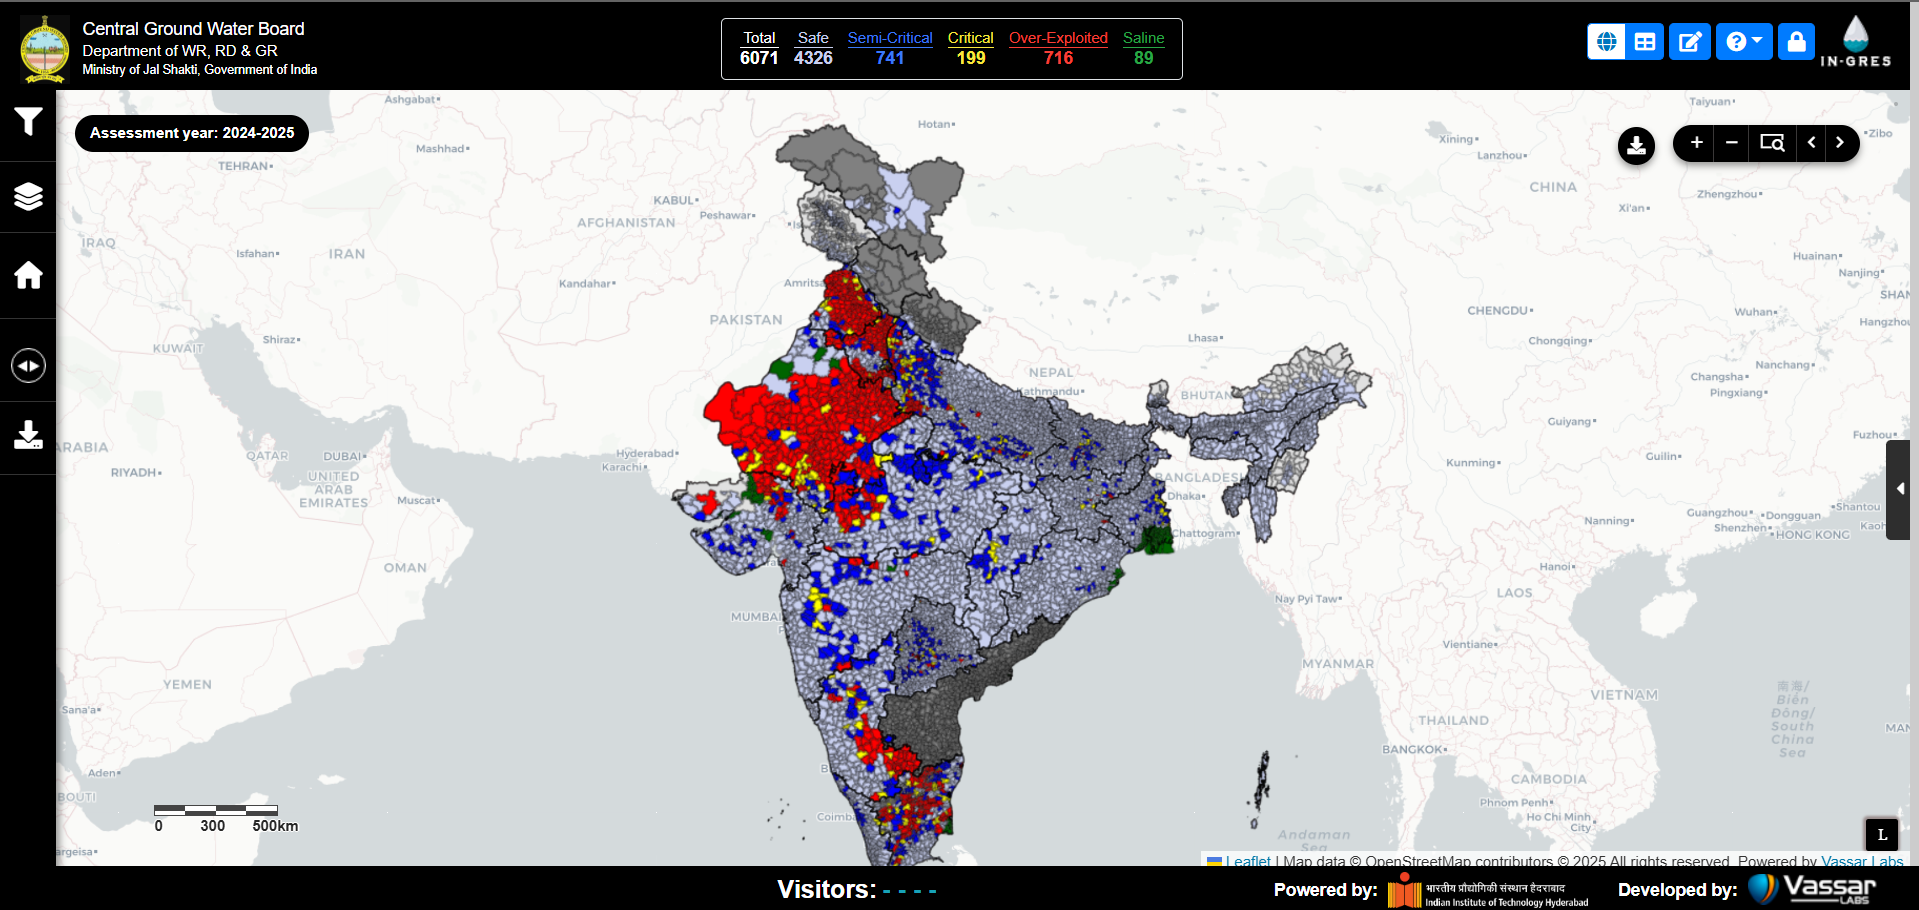 Central Ground Water Board
Department of WR, RD & GR
Ministry of Jal Shakti, Government of India
Total Safe Semi-Critical Critical Over-Exploited Saline
6071 4326 741 199 716 89
IN-GRES
Assessment year: 2024-2025
Ashgabat
Hotan
Taiyuan
Xining
Zibo
Mashhad
Lanzhou
TEHRAN
CHINA
Zhengzhou
KABUL
Peshawar
Xi'an
AFGHANISTAN
IRAQ
Isfahan
IRAN
Huainan
Nanjing
Kandahar
Amritsa
SHAN
CHENGDU
Wuhan
PAKISTAN
Hangzhou
Shiraz
Lhasa
KUWAIT
Chongqing
Nanchang
NEPAL
Changsha
Kathmandu
Pingxiang
BHUTAN
Guiyang
Fuzhou
ARABIA
QATAR
DUBAI
Hyderabad
Guilin
RIYADH
Karachi
Kunming
UNITED
ARAB
EMIRATES
BANGLADESH
Dhaka
Muscat
Shantou
Guangzhou
Dongguan
Nanning
Shenzhen
Kaoh
Chattogram
HONG KONG
OMAN
Hanoi
LAOS
Nay Pyi Taw
MUMBAI
Vientiane
MYANMAR
YEMEN
VIETNAM
南海/
Biển
Đông/
South
China
Sea
Sana'a
THAILAND
MAN
BANGKOK
Aden
CAMBODIA
BOUTI
Phnom Penh
Ho Chi Minh
City
Coimba
0 300 500km
Andaman
Sea
L
argeisa
Leaflet | Map data © OpenStreetMap contributors © 2025 All rights reserved, Powered by Vassar Labs
Visitors: - - - -
Powered by:
भारतीय प्रौद्योगिकी संस्थान हैदराबाद
Indian Institute of Technology Hyderabad
Developed by:
Vassar
LABS